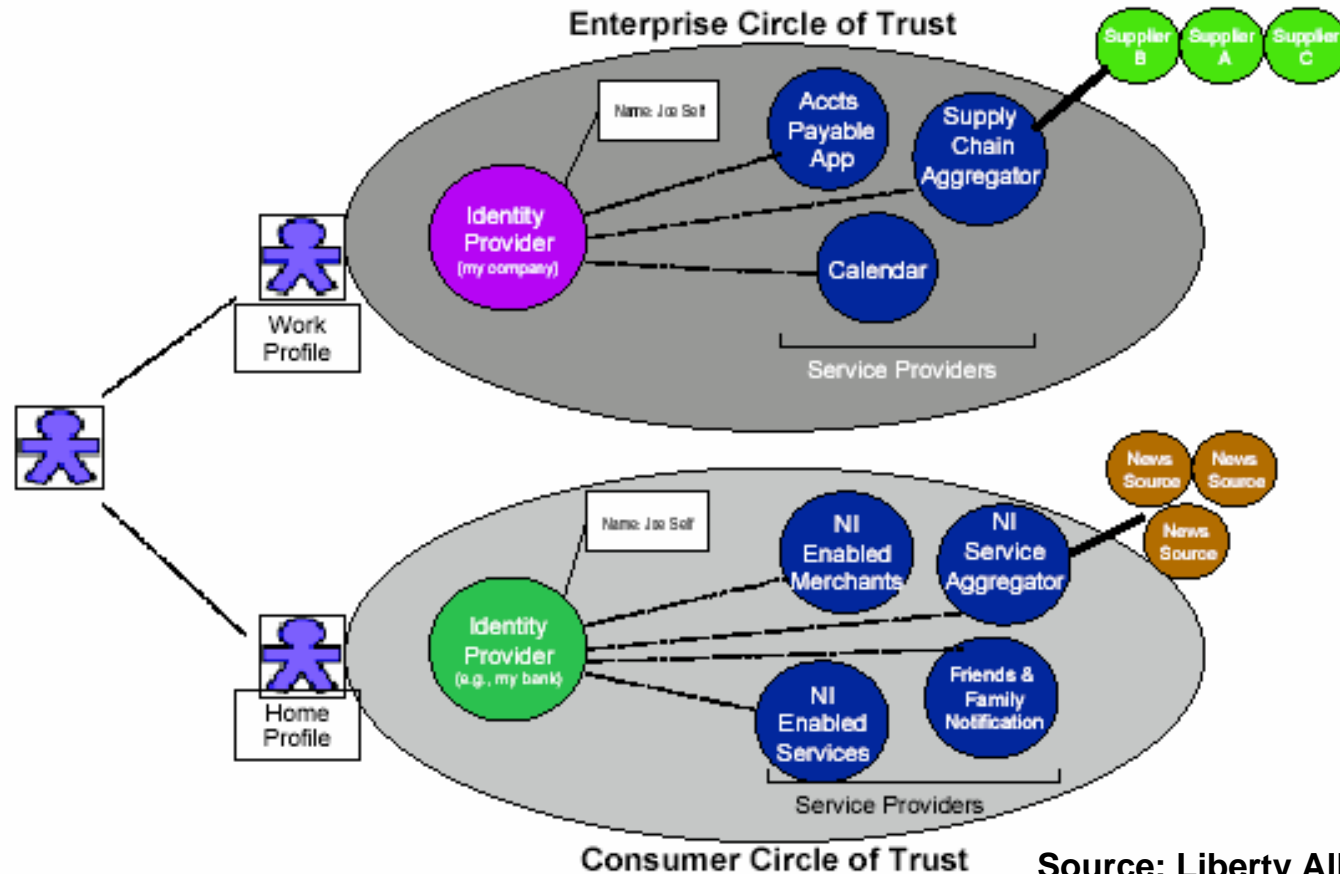 Enterprise Circle of Trust
Supplier
B
Supplier
A
Supplier
C
Name: Joe Self
Accts
Payable
App
Supply
Chain
Aggregator
Identity
Provider
(my company)
Calendar
Work
Profile
Service Providers
News
Source
News
Source
News
Source
Name: Joe Self
NI
Enabled
Merchants
NI
Service
Aggregator
Identity
Provider
(e.g., my bank)
Friends &
Family
Notification
NI
Enabled
Services
Home
Profile
Service Providers
Consumer Circle of Trust
Source: Liberty All